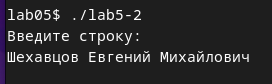 lab05$ ./lab5-2
Введите строку:
Шехавцов Евгений Михайлович